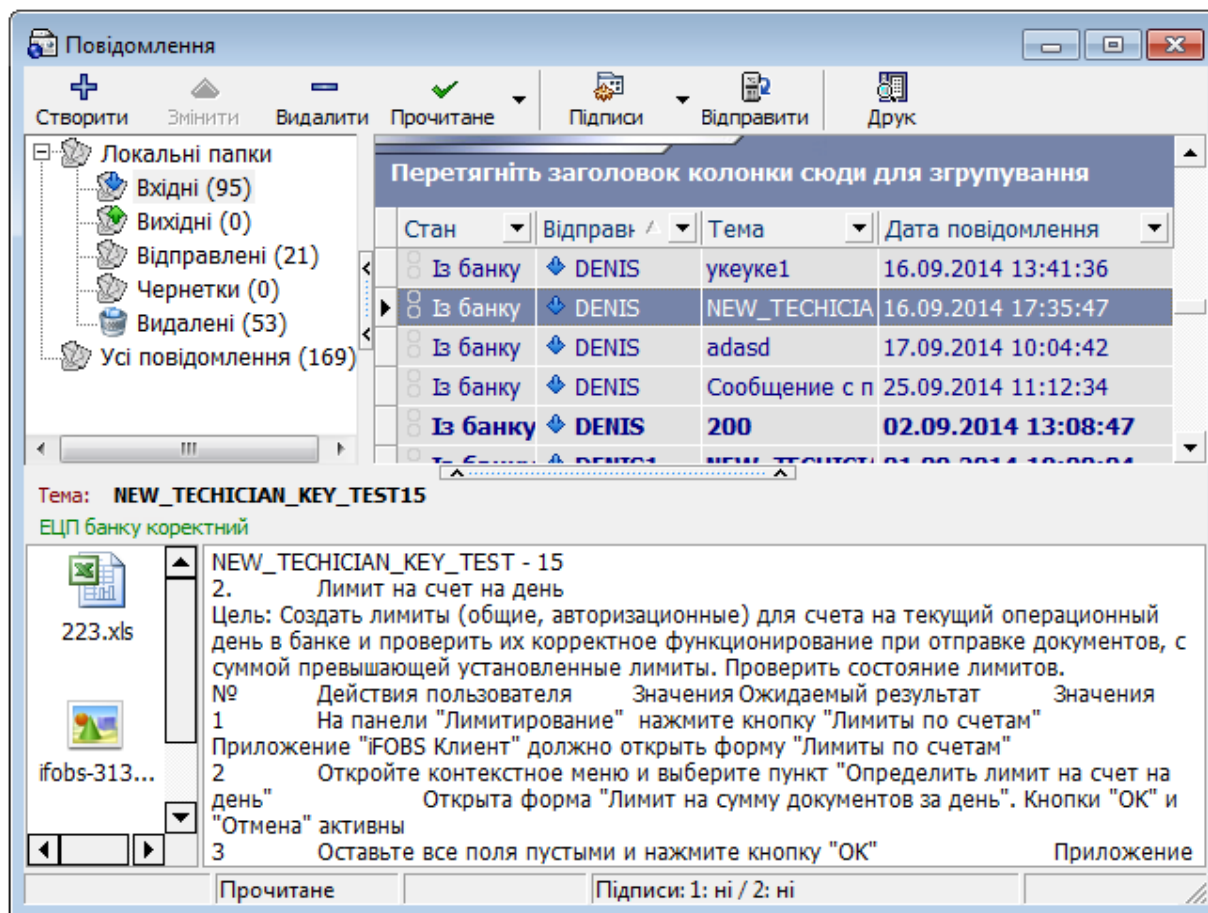 Повідомлення
Створити Змінити Видалити Прочитане Підписи Відправити Друк
Локальні папки
Вхідні (95)
Вихідні (0)
Відправлені (21)
Чернетки (0)
Видалені (53)
Усі повідомлення (169)
Перетягніть заголовок колонки сюди для згрупування
Стан Відправн Тема Дата повідомлення
Із банку DENIS укеуке1 16.09.2014 13:41:36
Із банку DENIS NEW_TECHICIA 16.09.2014 17:35:47
Із банку DENIS adasd 17.09.2014 10:04:42
Із банку DENIS Сообщение с п 25.09.2014 11:12:34
Із банку DENIS 200 02.09.2014 13:08:47
Тема: NEW_TECHICIAN_KEY_TEST15
ЕЦП банку коректний
223.xls
ifobs-313...
NEW_TECHICIAN_KEY_TEST - 15
2. Лимит на счет на день
Цель: Создать лимиты (общие, авторизационные) для счета на текущий операционный
день в банке и проверить их корректное функционирование при отправке документов, с
суммой превышающей установленные лимиты. Проверить состояние лимитов.
№ Действия пользователя Значения Ожидаемый результат Значения
1 На панели "Лимитирование" нажмите кнопку "Лимиты по счетам"
Приложение "iFOBS Клиент" должно открыть форму "Лимиты по счетам"
2 Откройте контекстное меню и выберите пункт "Определить лимит на счет на
день" Открыта форма "Лимит на сумму документов за день". Кнопки "ОК" и
"Отмена" активны
3 Оставьте все поля пустыми и нажмите кнопку "ОК" Приложение
Прочитане Підписи: 1: ні / 2: ні